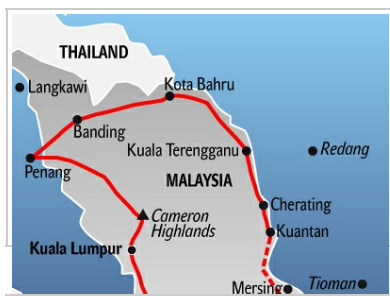 THAILAND
Langkawi
Kota Bahru
Banding
Kuala Terengganu
Redang
Penang
MALAYSIA
Cherating
Cameron
Highlands
Kuantan
Kuala Lumpur
Mersing
Tioman